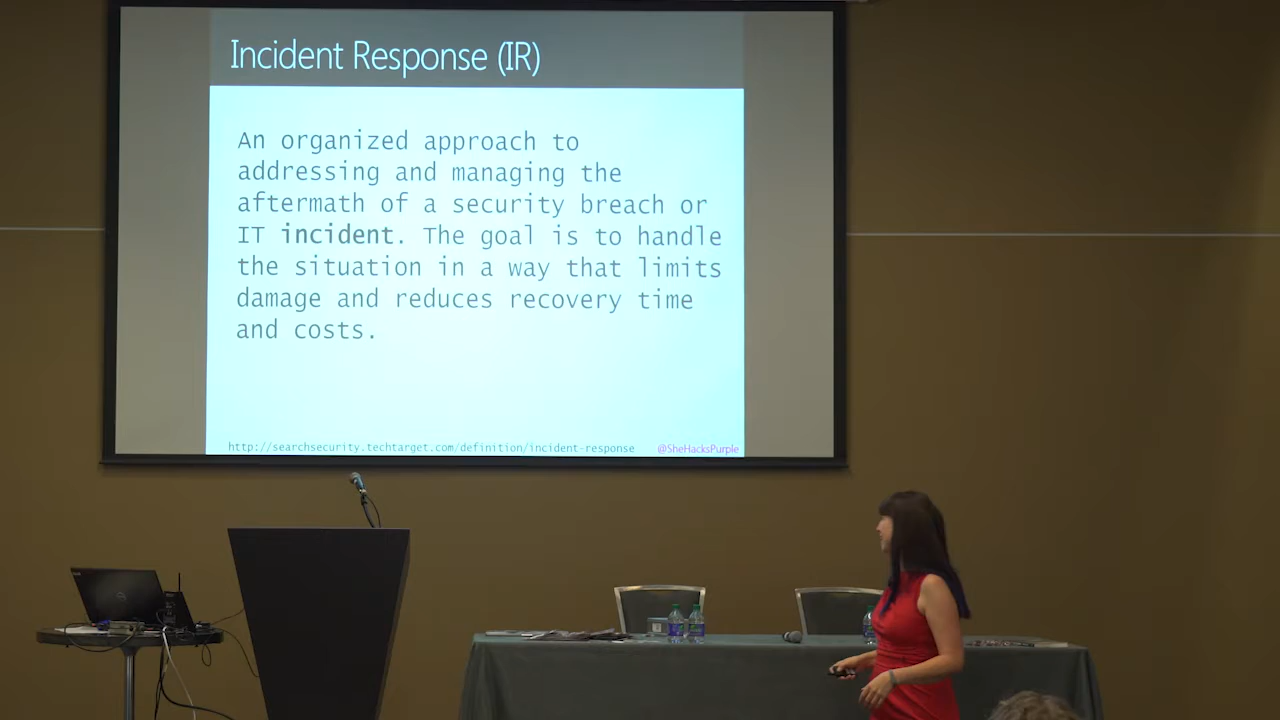 Incident Response (IR)
An organized approach to
addressing and managing the
aftermath of a security breach or
IT incident. The goal is to handle
the situation in a way that limits
damage and reduces recovery time
and costs.
http://searchsecurity.techtarget.com/definition/incident-response
@SheHacksPurple